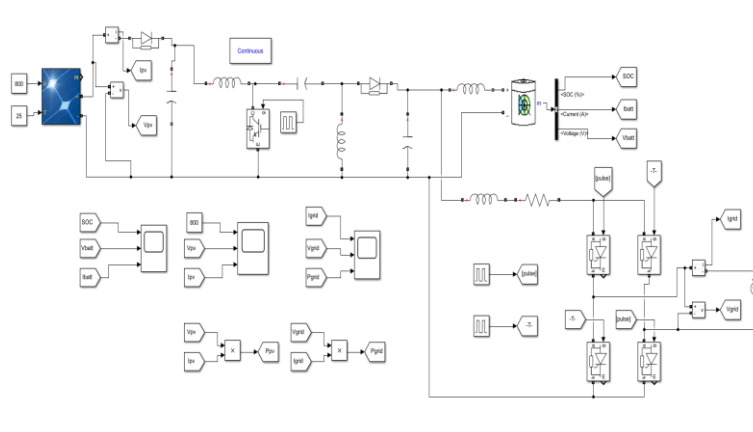 Continuous
Ipv
Vpv
800
25
SOC
Ibatt
Vbatt
<SOC (%)>
<Current (A)>
<Voltage (V)>
m
[pulse]
-T-
SOC
Vbatt
Ibatt
800
Vpv
Ipv
Igrid
Vgrid
Pgrid
Igrid
Vgrid
[pulse]
-T-
-T-
[pulse]
Vpv
Ipv
Ppv
Vgrid
Igrid
Pgrid